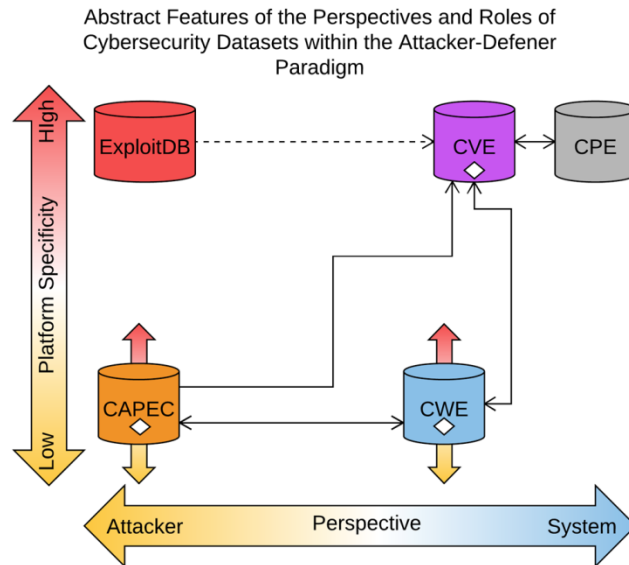 Abstract Features of the Perspectives and Roles of
Cybersecurity Datasets within the Attacker-Defener
Paradigm
HIgh
Platform Specificity
Low
ExploitDB
CVE
CPE
CAPEC
CWE
Attacker
Perspective
System